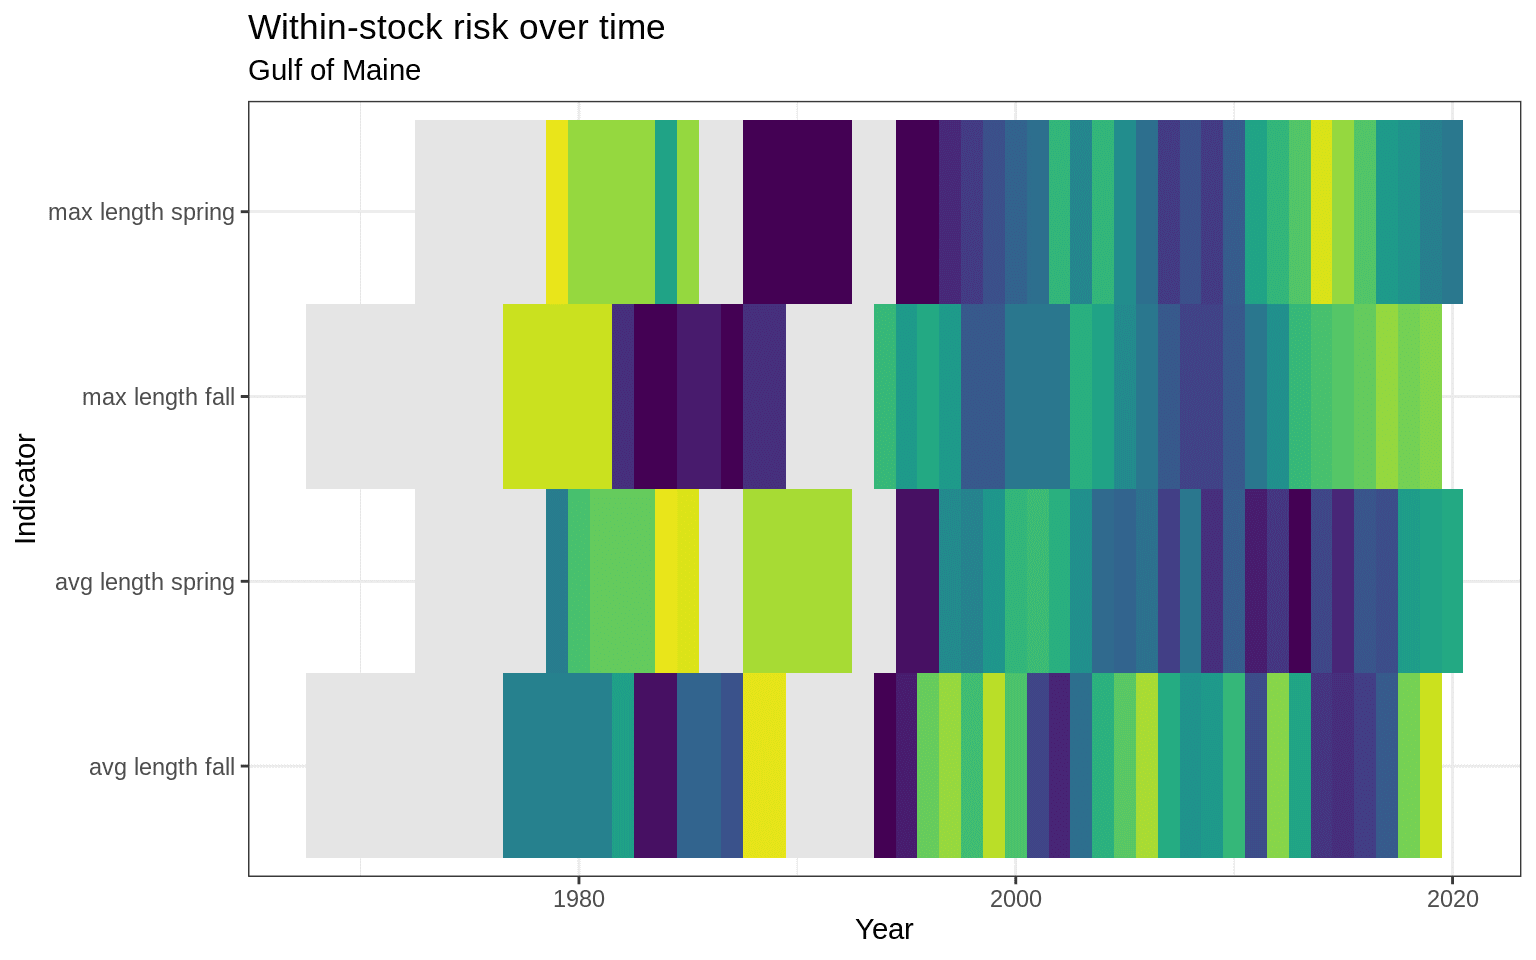 Within-stock risk over time
Gulf of Maine
max length spring
max length fall
avg length spring
avg length fall
Indicator
1980
2000
2020
Year